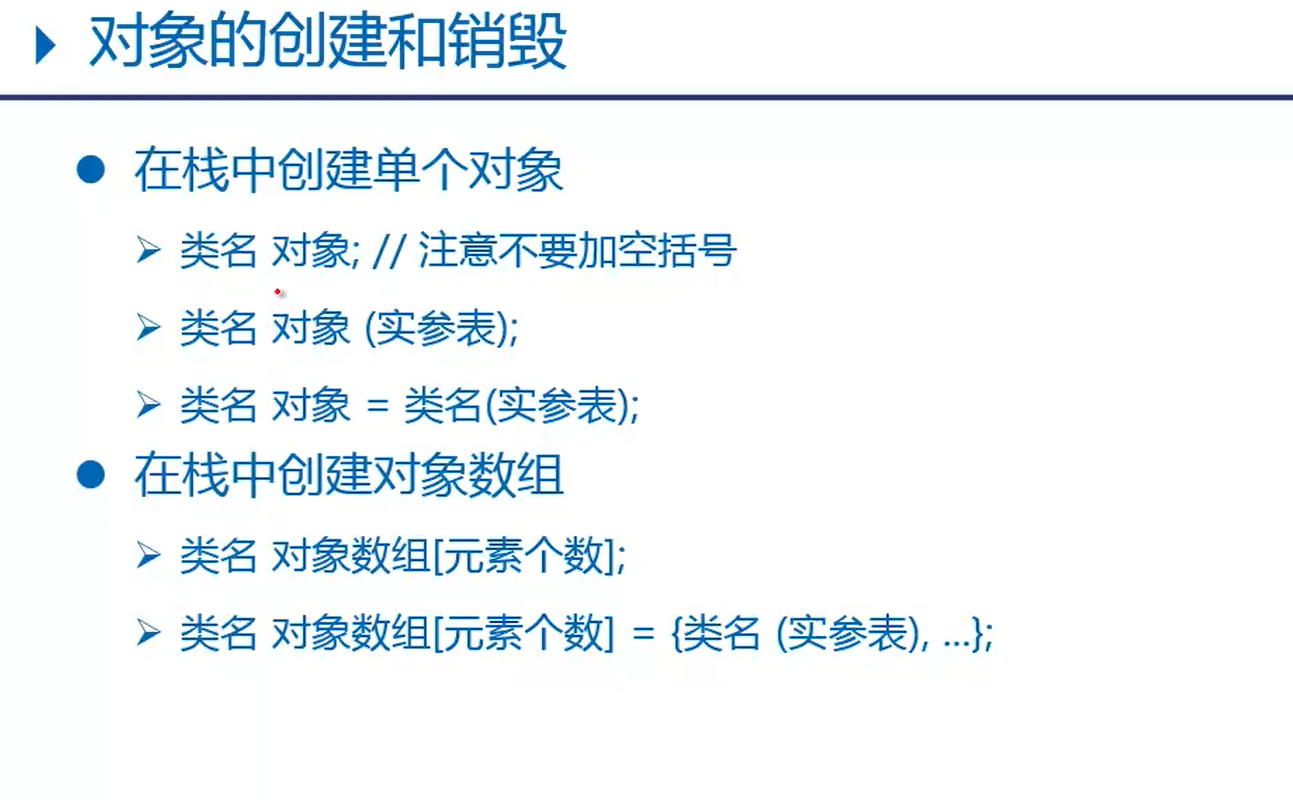 对象的创建和销毁
在栈中创建单个对象
类名 对象; // 注意不要加空括号
类名 对象 (实参表);
类名 对象 = 类名(实参表);
在栈中创建对象数组
类名 对象数组[元素个数];
类名 对象数组[元素个数] = {类名 (实参表), ...};